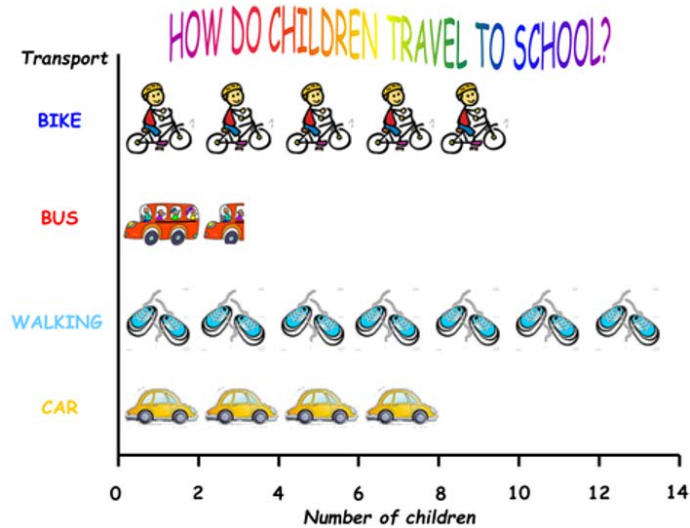 HOW DO CHILDREN TRAVEL TO SCHOOL?
Transport
BIKE
BUS
WALKING
CAR
0 2 4 6 8 10 12 14
Number of children